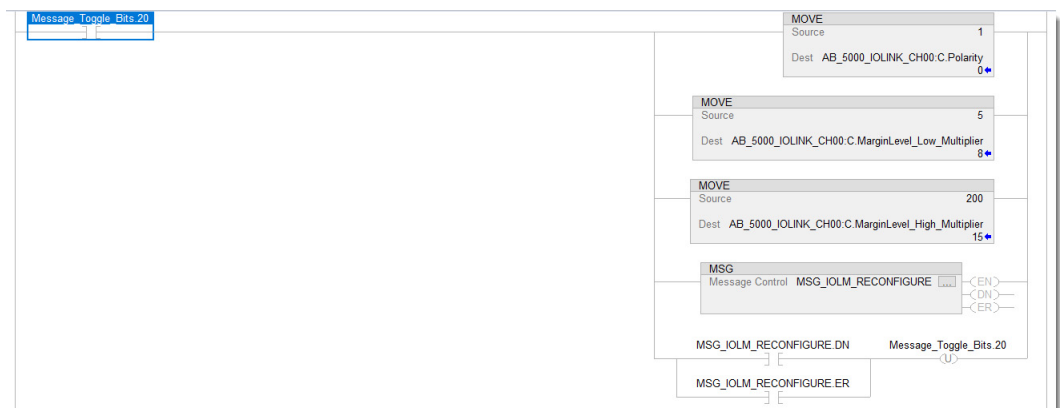 Message_Toggle_Bits.20
MOVE
Source 1
Dest AB_5000_IOLINK_CH00:C.Polarity
0
MOVE
Source 5
Dest AB_5000_IOLINK_CH00:C.MarginLevel_Low_Multiplier
8
MOVE
Source 200
Dest AB_5000_IOLINK_CH00:C.MarginLevel_High_Multiplier
15
MSG
Message Control MSG_IOLM_RECONFIGURE ... EN
DN
ER
MSG_IOLM_RECONFIGURE.DN Message_Toggle_Bits.20
U
MSG_IOLM_RECONFIGURE.ER